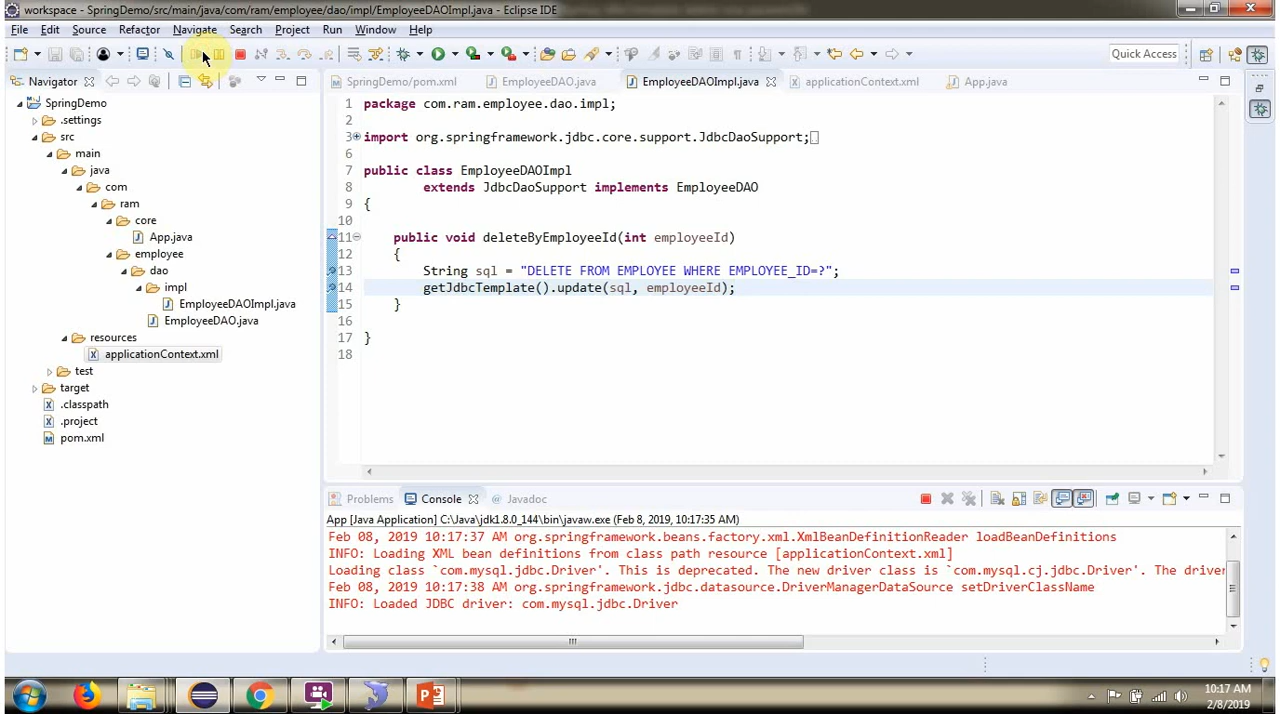 workspace - SpringDemo/src/main/java/com/ram/employee/dao/impl/EmployeeDAOImpl.java - Eclipse IDE
File Edit Source Refactor Navigate Search Project Run Window Help
Quick Access
Navigator
SpringDemo/pom.xml EmployeeDAO.java EmployeeDAOImpl.java applicationContext.xml App.java
SpringDemo
.settings
src
main
java
com
ram
core
App.java
employee
dao
impl
EmployeeDAOImpl.java
EmployeeDAO.java
resources
applicationContext.xml
test
target
.classpath
.project
pom.xml
1 package com.ram.employee.dao.impl;
2
3 import org.springframework.jdbc.core.support.JdbcDaoSupport;
6
7 public class EmployeeDAOImpl
8 extends JdbcDaoSupport implements EmployeeDAO
9 {
10
11 public void deleteByEmployeeId(int employeeId)
12 {
13 String sql = "DELETE FROM EMPLOYEE WHERE EMPLOYEE_ID=?";
14 getJdbcTemplate().update(sql, employeeId);
15 }
16
17 }
18
Problems Console Javadoc
App [Java Application] C:\Java\jdk1.8.0_144\bin\javaw.exe (Feb 8, 2019, 10:17:35 AM)
Feb 08, 2019 10:17:37 AM org.springframework.beans.factory.xml.XmlBeanDefinitionReader loadBeanDefinitions
INFO: Loading XML bean definitions from class path resource [applicationContext.xml]
Loading class `com.mysql.jdbc.Driver'. This is deprecated. The new driver class is `com.mysql.cj.jdbc.Driver'. The driver
Feb 08, 2019 10:17:38 AM org.springframework.jdbc.datasource.DriverManagerDataSource setDriverClassName
INFO: Loaded JDBC driver: com.mysql.jdbc.Driver
10:17 AM
2/8/2019